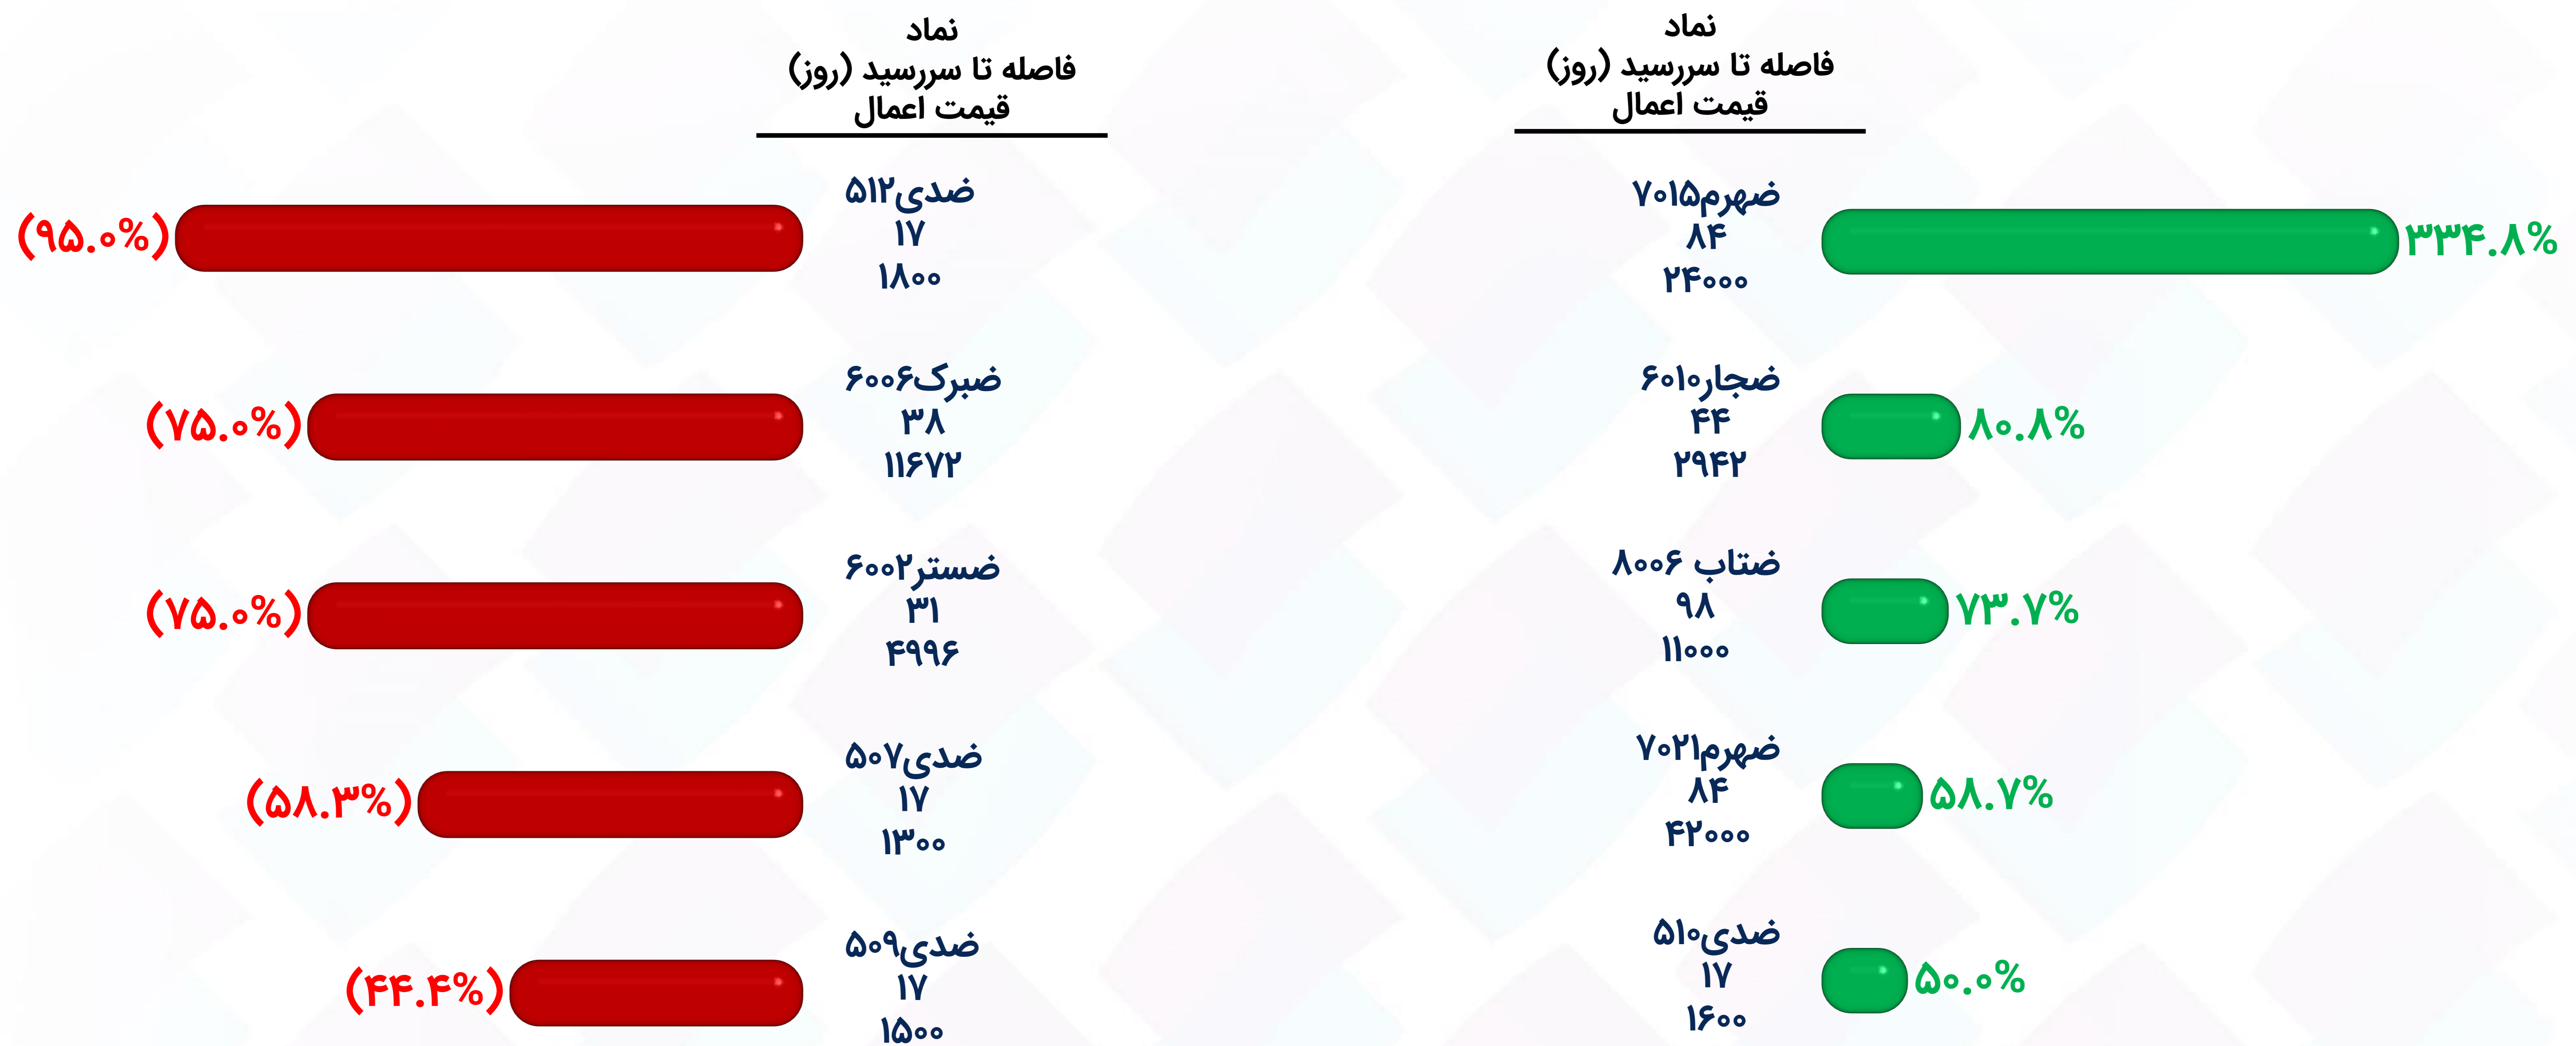 نماد
فاصله تا سررسید (روز)
قیمت اعمال
ضهرم۷۰۱۵
۸۴
۲۴۰۰۰
۳۳۴.۸%
ضجار۶۰۱۰
۴۴
۲۹۴۲
۸۰.۸%
ضتاب ۸۰۰۶
۹۸
۱۱۰۰۰
۷۳.۷%
ضهرم۷۰۲۱
۸۴
۴۲۰۰۰
۵۸.۷%
ضدی۵۱۰
۱۷
۱۶۰۰
۵۰.۰%
نماد
فاصله تا سررسید (روز)
قیمت اعمال
ضدی۵۱۲
۱۷
۱۸۰۰
(۹۵.۰%)
ضبرک۶۰۰۶
۳۸
۱۱۶۷۲
(۷۵.۰%)
ضستر۶۰۰۲
۳۱
۴۹۹۶
(۷۵.۰%)
ضدی۵۰۷
۱۷
۱۳۰۰
(۵۸.۳%)
ضدی۵۰۹
۱۷
۱۵۰۰
(۴۴.۴%)